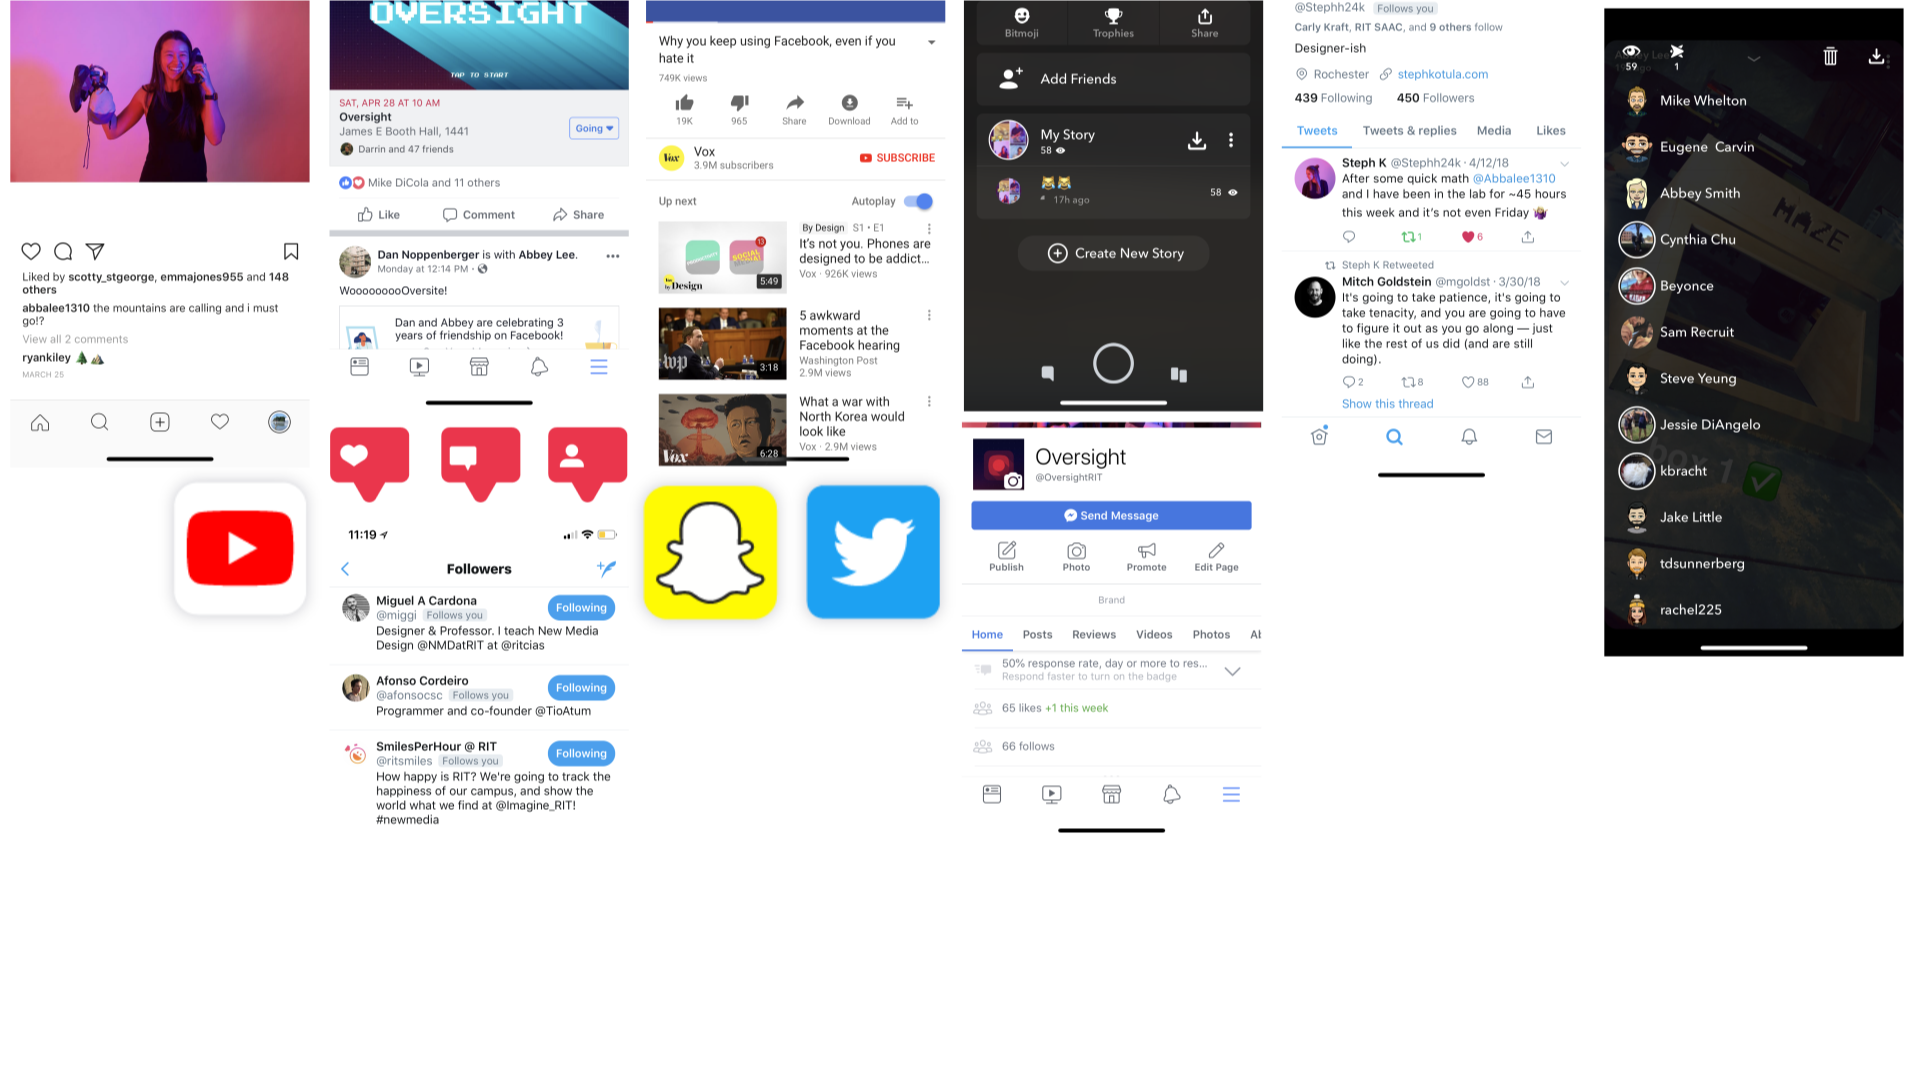 Liked by scotty_stgeorge, emmajones955 and 148
others
abbalee1310 the mountains are calling and i must
go!?
View all 2 comments
ryankiley 🌲⛰️
MARCH 25
OVERSIGHT
TAP TO START
SAT, APR 28 AT 10 AM
Oversight
James E Booth Hall, 1441
Darrin and 47 friends
Going
Mike DiCola and 11 others
Like
Comment
Share
Dan Noppenberger is with Abbey Lee.
Monday at 12:14 PM ·
WooooooooOversite!
Dan and Abbey are celebrating 3
years of friendship on Facebook!
11:19
Followers
Miguel A Cardona
@miggi Follows you
Following
Designer & Professor. I teach New Media
Design @NMDatRIT at @ritcias
Afonso Cordeiro
@afonsocsc Follows you
Following
Programmer and co-founder @TioAtum
SmilesPerHour @ RIT
@ritsmiles Follows you
Following
How happy is RIT? We're going to track the
happiness of our campus, and show the
world what we find at @Imagine_RIT!
#newmedia
Why you keep using Facebook, even if you
hate it
749K views
19K
965
Share
Download
Add to
Vox
Vox
3.9M subscribers
SUBSCRIBE
Up next
Autoplay
By Design S1 • E1
It's not you. Phones are
designed to be addict...
Vox · 926K views
by Design
13
5:49
5 awkward
moments at the
Facebook hearing
Washington Post
2.9M views
wp
3:18
What a war with
North Korea would
look like
Vox · 2.9M views
Vox
6:28
Bitmoji
Trophies
Share
Add Friends
My Story
58
17h ago
58
Create New Story
Oversight
@OversightRIT
Send Message
Publish
Photo
Promote
Edit Page
Brand
Home
Posts
Reviews
Videos
Photos
Al
50% response rate, day or more to res...
Respond faster to turn on the badge
65 likes +1 this week
66 follows
@Stephh24k Follows you
Carly Kraft, RIT SAAC, and 9 others follow
Designer-ish
Rochester stephkotula.com
439 Following 450 Followers
Tweets
Tweets & replies
Media
Likes
Steph K @Stephh24k · 4/12/18
After some quick math @Abbalee1310
and I have been in the lab for ~45 hours
this week and it's not even Friday 🤷‍♀️
1
6
Steph K Retweeted
Mitch Goldstein @mgoldst · 3/30/18
It's going to take patience, it's going to
take tenacity, and you are going to have
to figure it out as you go along — just
like the rest of us did (and are still
doing).
2
8
88
Show this thread
59
1
Mike Whelton
Eugene Carvin
Abbey Smith
Cynthia Chu
Beyonce
Sam Recruit
Steve Yeung
Jessie DiAngelo
kbracht
Jake Little
tdsunnerberg
rachel225
MAZE